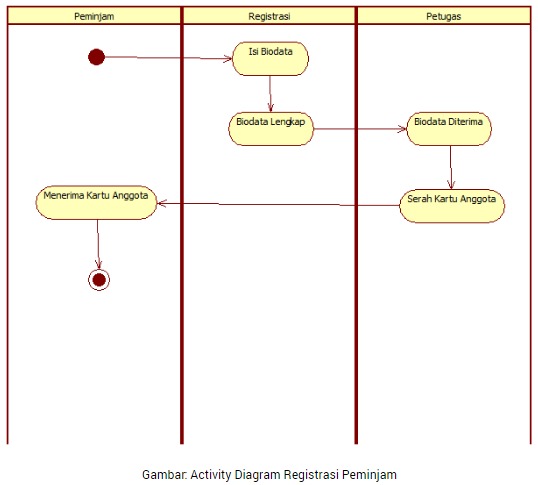 Peminjam
Registrasi
Petugas
Isi Biodata
Biodata Lengkap
Biodata Diterima
Menerima Kartu Anggota
Serah Kartu Anggota
Gambar: Activity Diagram Registrasi Peminjam